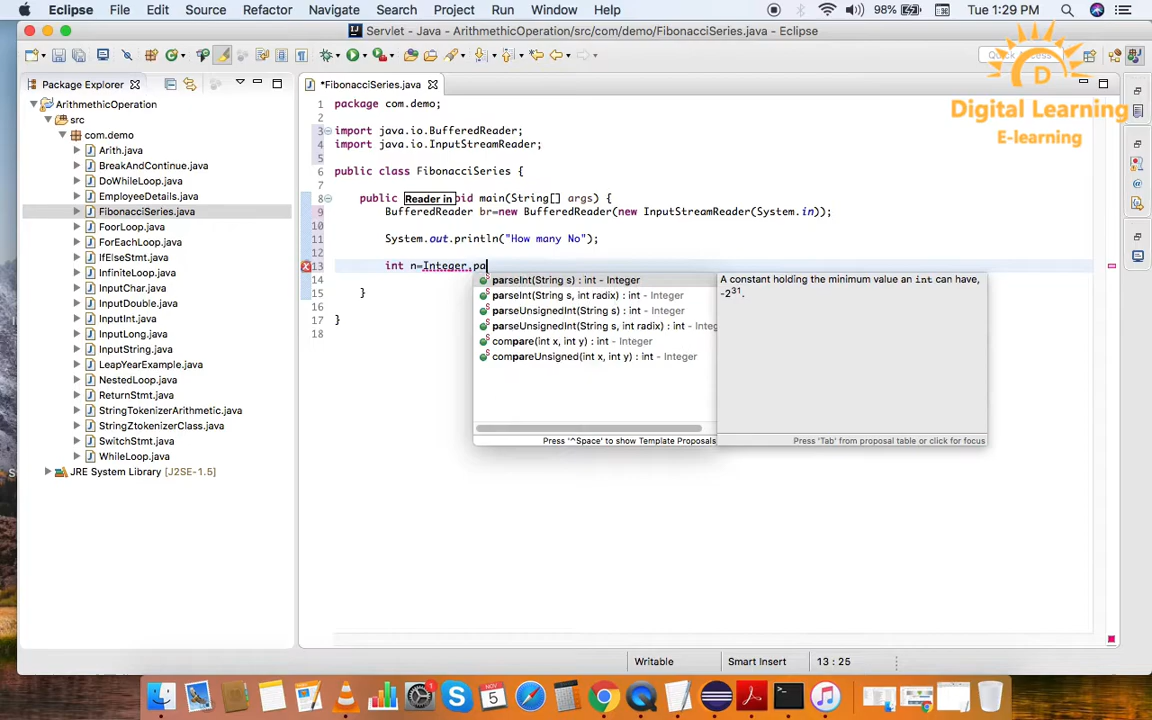 Eclipse File Edit Source Refactor Navigate Search Project Run Window Help 98% Tue 1:29 PM
Servlet - Java - ArithmethicOperation/src/com/demo/FibonacciSeries.java - Eclipse
Quick
D
Digital Learning
E-learning
Package Explorer
ArithmethicOperation
src
com.demo
Arith.java
BreakAndContinue.java
DoWhileLoop.java
EmployeeDetails.java
FibonacciSeries.java
FoorLoop.java
ForEachLoop.java
IfElseStmt.java
InfiniteLoop.java
InputChar.java
InputDouble.java
InputInt.java
InputLong.java
InputString.java
LeapYearExample.java
NestedLoop.java
ReturnStmt.java
StringTokenizerArithmetic.java
StringZtokenizerClass.java
SwitchStmt.java
WhileLoop.java
JRE System Library [J2SE-1.5]
*FibonacciSeries.java
1 package com.demo;
2
3 import java.io.BufferedReader;
4 import java.io.InputStreamReader;
5
6 public class FibonacciSeries {
7
8 public Reader in oid main(String[] args) {
9 BufferedReader br=new BufferedReader(new InputStreamReader(System.in));
10
11 System.out.println("How many No");
12
13 int n=Integer.pa
14
15 }
16
17 }
18
parseInt(String s) : int - Integer
parseInt(String s, int radix) : int - Integer
parseUnsignedInt(String s) : int - Integer
parseUnsignedInt(String s, int radix) : int - Integ
compare(int x, int y) : int - Integer
compareUnsigned(int x, int y) : int - Integer
Press '^Space' to show Template Proposals
A constant holding the minimum value an int can have,
-2³¹.
Press 'Tab' from proposal table or click for focus
Writable Smart Insert 13 : 25
NOV
5
1